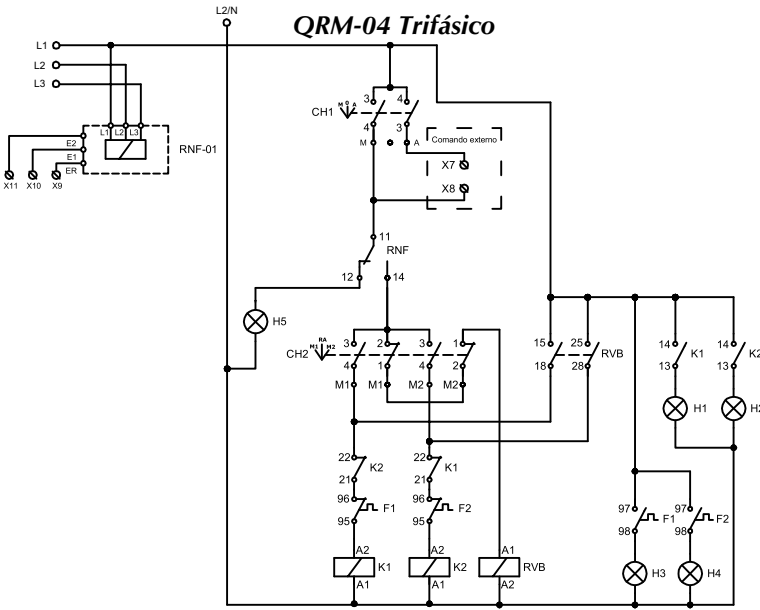 L2/N
QRM-04 Trifásico
L1
L2
L3
L1 L2 L3
RNF-01
E2
E1
ER
X11 X10 X9
3 4
M 0 A
CH1
4 3
M A
Comando externo
X7
X8
11
RNF
12 14
H5
RA
M1 M2
CH2
3 2 3 1
4 1 4 2
M1 M1 M2 M2
15 25
RVB
18 28
14 14
K1 K2
13 13
H1 H2
22 22
K2 K1
21 21
96 96
F1 F2
95 95
97 97
F1 F2
98 98
A2 A2 A1
K1 K2 RVB
A1 A1 A2
H3 H4